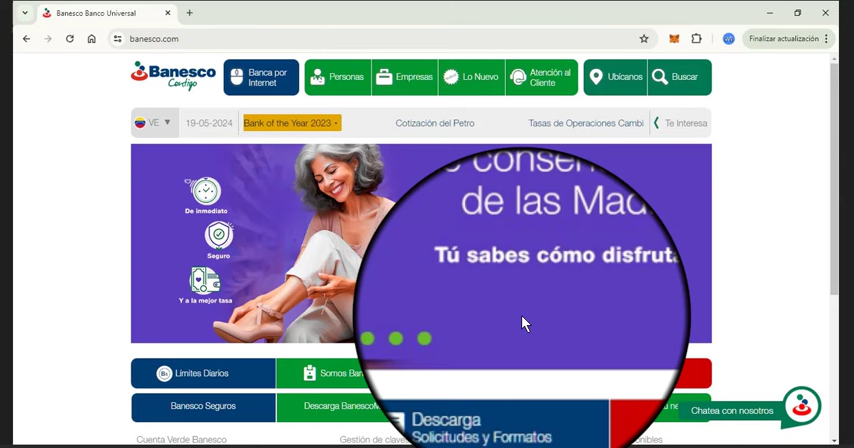 Banesco Banco Universal
banesco.com
Finalizar actualización
Banesco
Contigo
Banca por
Internet
Personas
Empresas
Lo Nuevo
Atención al
Cliente
Ubícanos
Buscar
VE
19-05-2024
Bank of the Year 2023 -
Cotización del Petro
Tasas de Operaciones Cambi
Te Interesa
de las Mad
Tú sabes cómo disfruta
De inmediato
Seguro
Y a la mejor tasa
Límites Diarios
Somos Ban
Banesco Seguros
Descarga BanescoM
Descarga
Solicitudes y Formatos
Chatea con nosotros
Cuenta Verde Banesco
Gestión de clave